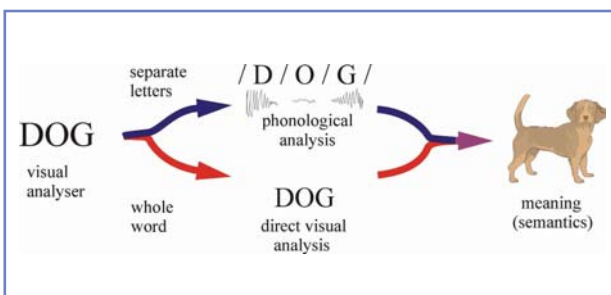 separate
letters
/ D / O / G /
phonological
analysis
DOG
visual
analyser
whole
word
DOG
direct visual
analysis
meaning
(semantics)